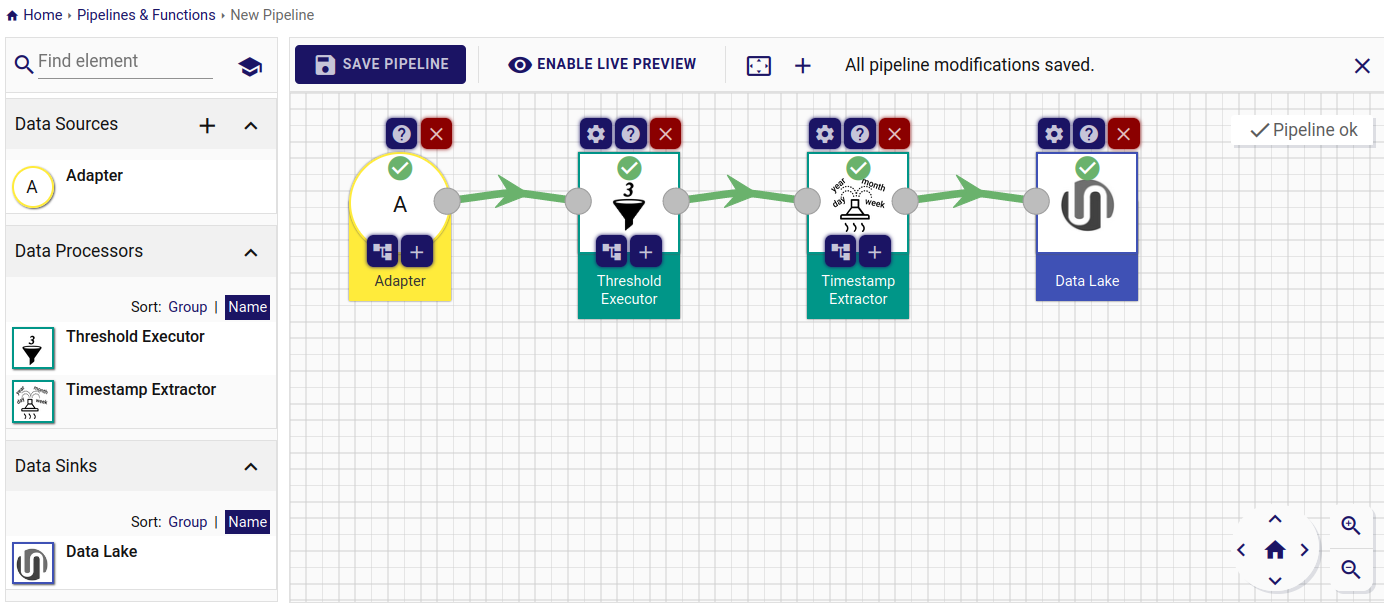 Home › Pipelines & Functions › New Pipeline
Find element
SAVE PIPELINE
ENABLE LIVE PREVIEW
All pipeline modifications saved.
Data Sources
A
Adapter
Data Processors
Sort: Group | Name
3
Threshold Executor
year month day week
Timestamp Extractor
Data Sinks
Sort: Group | Name
Data Lake
Pipeline ok
A
Adapter
3
Threshold
Executor
year month
day week
Timestamp
Extractor
Data Lake